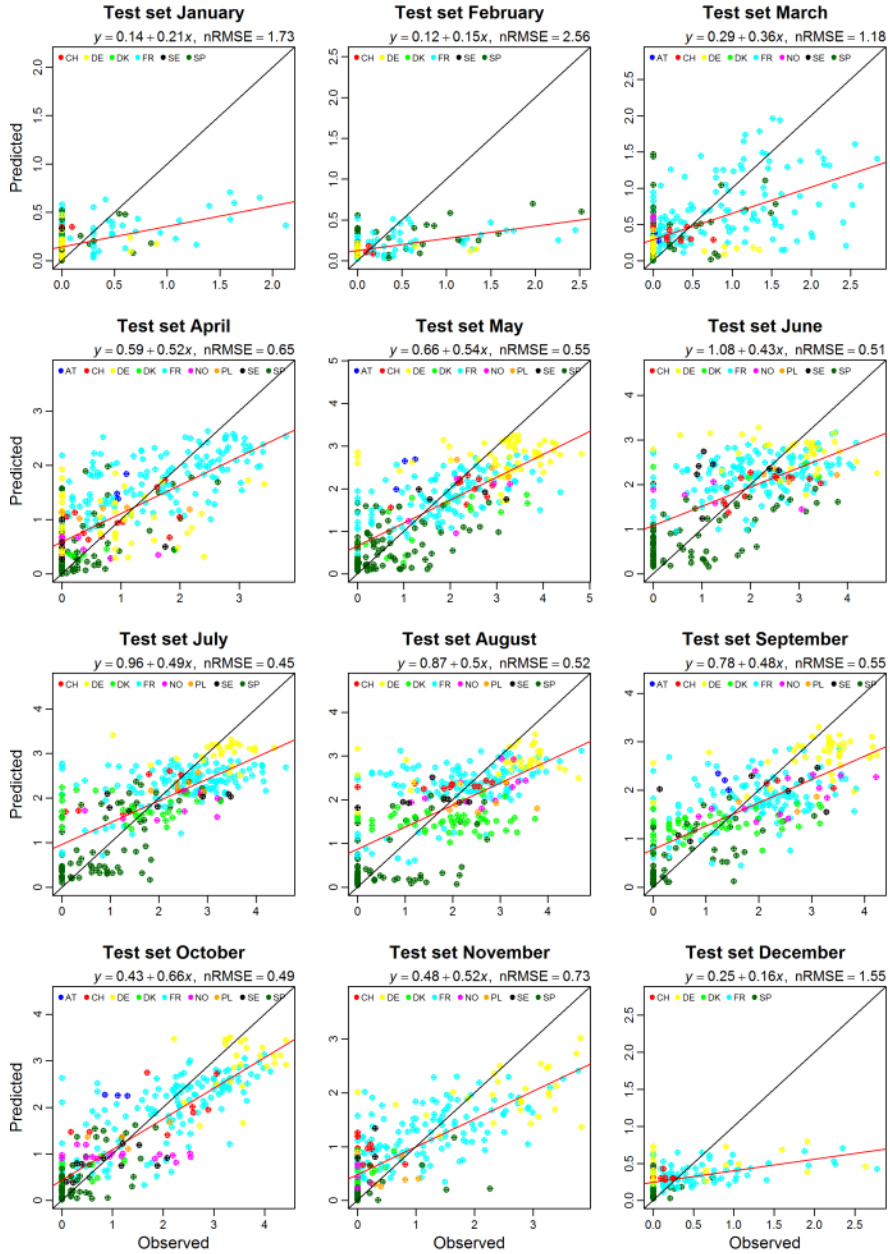 Test set January
y = 0.14 + 0.21x, nRMSE = 1.73
CH DE DK FR SE SP
Predicted
2.0
1.5
1.0
0.5
0.0
0.0 0.5 1.0 1.5 2.0
Test set February
y = 0.12 + 0.15x, nRMSE = 2.56
CH DE DK FR SE SP
2.5
2.0
1.5
1.0
0.5
0.0
0.0 0.5 1.0 1.5 2.0 2.5
Test set March
y = 0.29 + 0.36x, nRMSE = 1.18
AT CH DE DK FR NO SE SP
2.5
2.0
1.5
1.0
0.5
0.0
0.0 0.5 1.0 1.5 2.0 2.5
Test set April
y = 0.59 + 0.52x, nRMSE = 0.65
AT CH DE DK FR NO PL SE SP
Predicted
3
2
1
0
0 1 2 3
Test set May
y = 0.66 + 0.54x, nRMSE = 0.55
AT CH DE DK FR NO PL SE SP
5
4
3
2
1
0
0 1 2 3 4 5
Test set June
y = 1.08 + 0.43x, nRMSE = 0.51
CH DE DK FR NO PL SE SP
4
3
2
1
0
0 1 2 3 4
Test set July
y = 0.96 + 0.49x, nRMSE = 0.45
CH DE DK FR NO PL SE SP
Predicted
4
3
2
1
0
0 1 2 3 4
Test set August
y = 0.87 + 0.5x, nRMSE = 0.52
CH DE DK FR NO PL SE SP
4
3
2
1
0
0 1 2 3 4
Test set September
y = 0.78 + 0.48x, nRMSE = 0.55
AT CH DE DK FR NO PL SE SP
4
3
2
1
0
0 1 2 3 4
Test set October
y = 0.43 + 0.66x, nRMSE = 0.49
AT CH DE DK FR NO PL SE SP
Predicted
4
3
2
1
0
0 1 2 3 4
Observed
Test set November
y = 0.48 + 0.52x, nRMSE = 0.73
CH DE DK FR NO PL SE SP
3
2
1
0
0 1 2 3
Observed
Test set December
y = 0.25 + 0.16x, nRMSE = 1.55
CH DE DK FR SP
2.5
2.0
1.5
1.0
0.5
0.0
0.0 0.5 1.0 1.5 2.0 2.5
Observed